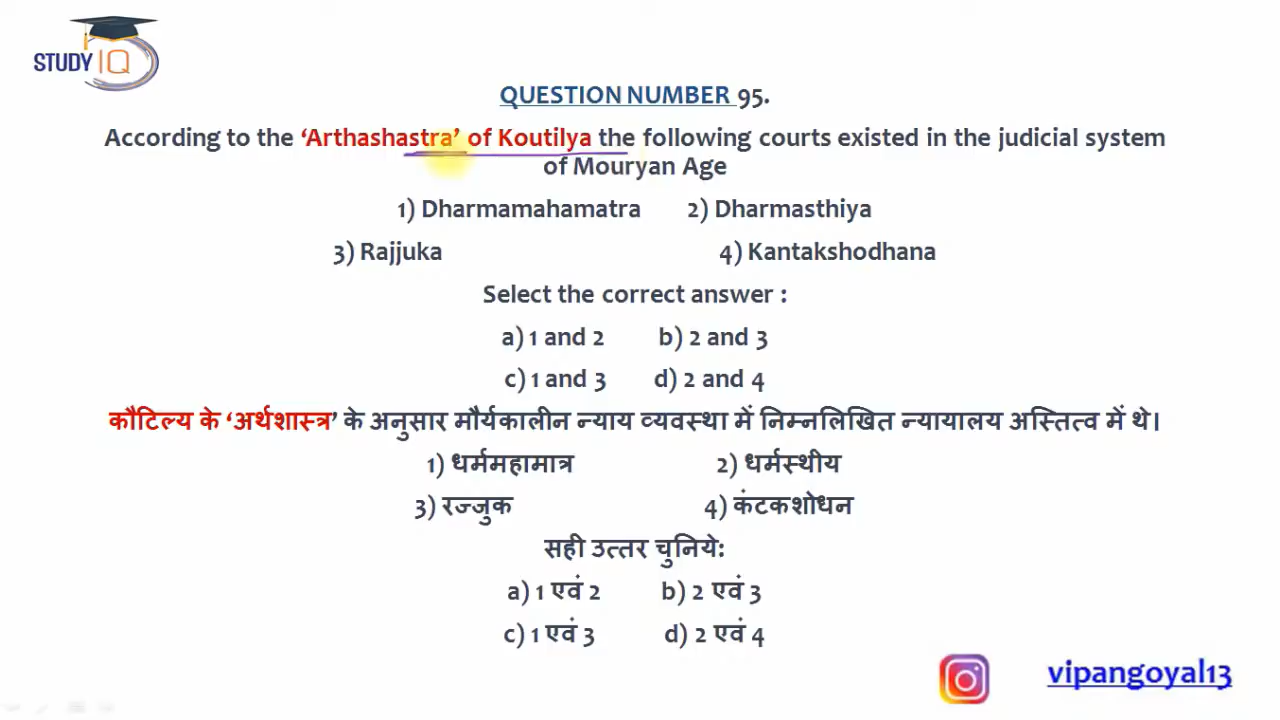 STUDY IQ
QUESTION NUMBER 95.
According to the ‘Arthashastra’ of Koutilya the following courts existed in the judicial system
of Mouryan Age
1) Dharmamahamatra 2) Dharmasthiya
3) Rajjuka 4) Kantakshodhana
Select the correct answer :
a) 1 and 2 b) 2 and 3
c) 1 and 3 d) 2 and 4
कौटिल्य के ‘अर्थशास्त्र’ के अनुसार मौर्यकालीन न्याय व्यवस्था में निम्नलिखित न्यायालय अस्तित्व में थे।
1) धर्ममहामात्र 2) धर्मस्थीय
3) रज्जुक 4) कंटकशोधन
सही उत्तर चुनिये:
a) 1 एवं 2 b) 2 एवं 3
c) 1 एवं 3 d) 2 एवं 4
vipangoyal13